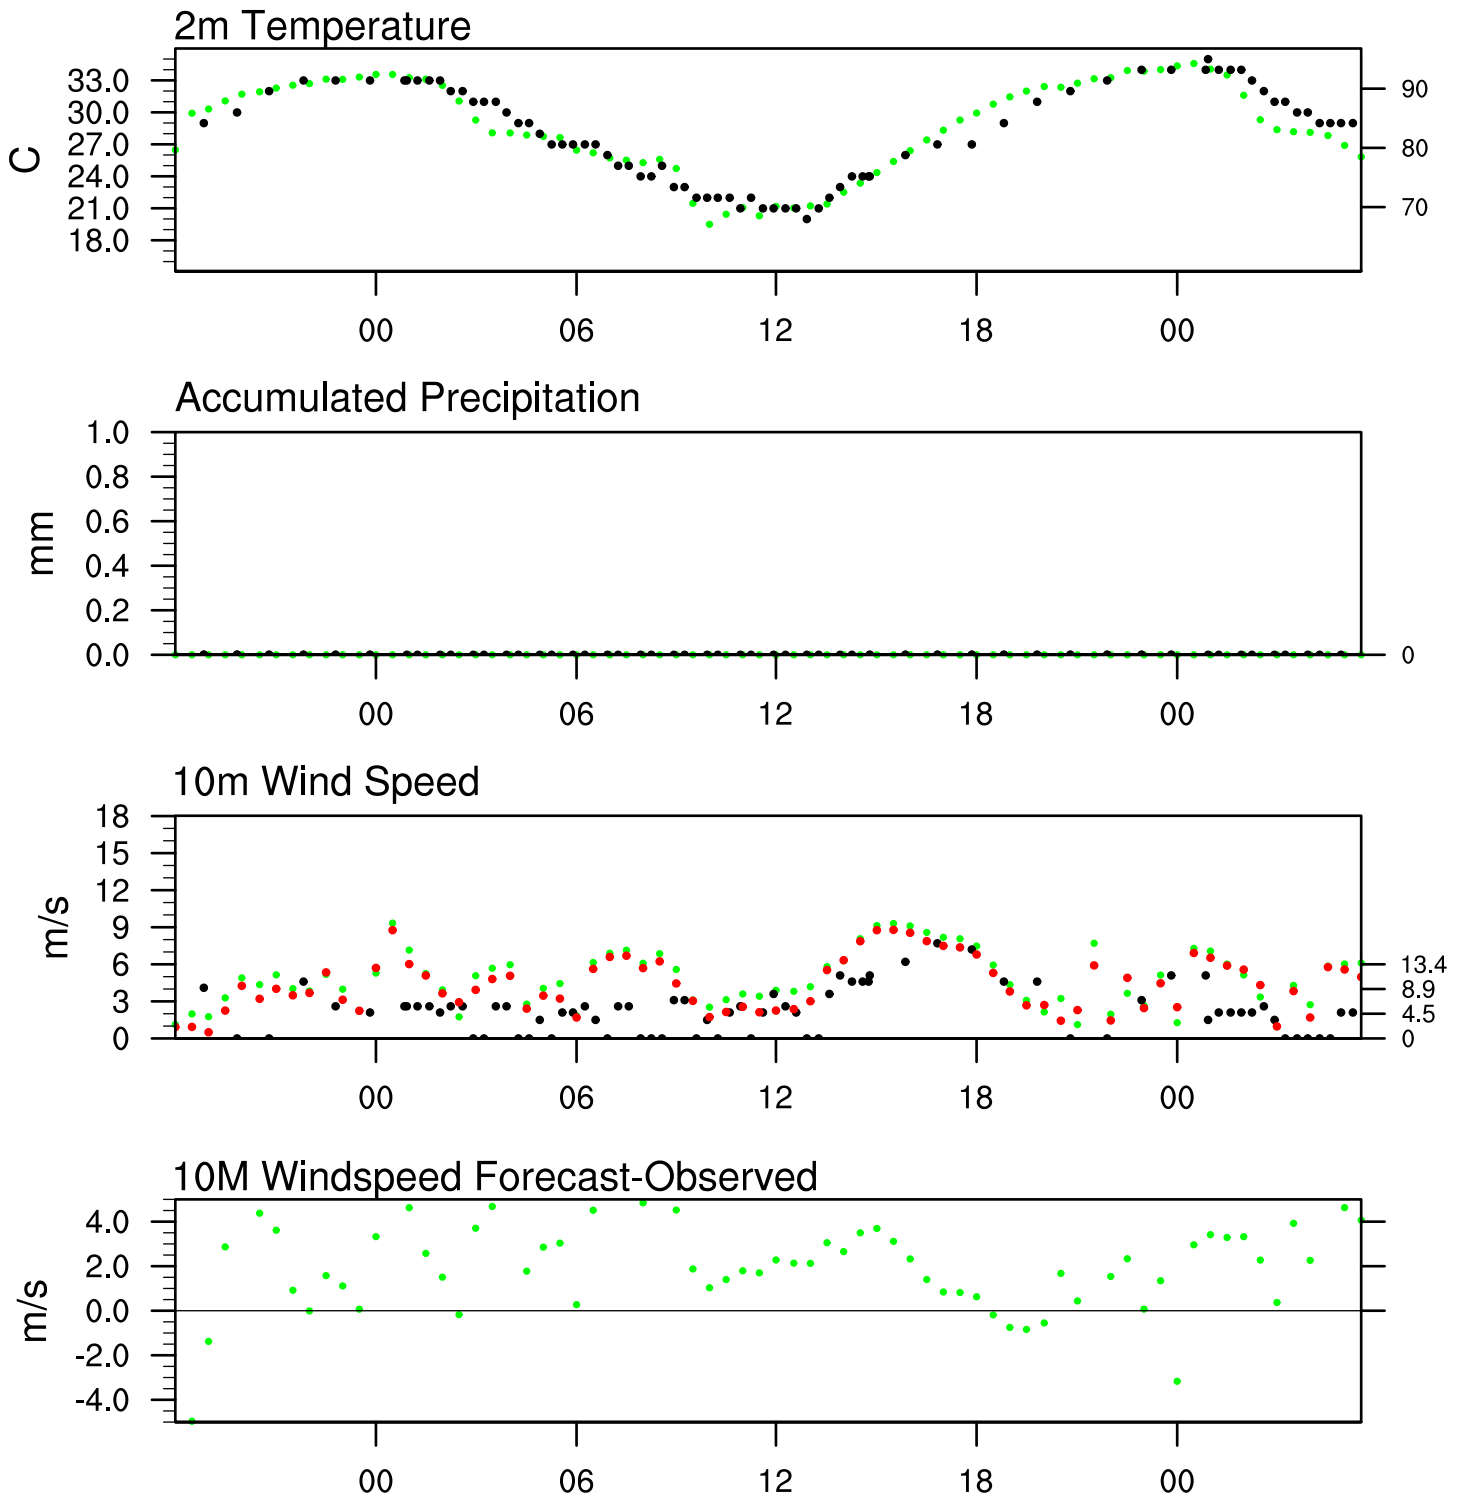 2m Temperature
33.0
30.0
27.0
24.0
21.0
18.0
C
90
80
70
00 06 12 18 00
Accumulated Precipitation
1.0
0.8
0.6
0.4
0.2
0.0
mm
0
00 06 12 18 00
10m Wind Speed
18
15
12
9
6
3
0
m/s
13.4
8.9
4.5
0
00 06 12 18 00
10M Windspeed Forecast-Observed
4.0
2.0
0.0
-2.0
-4.0
m/s
00 06 12 18 00